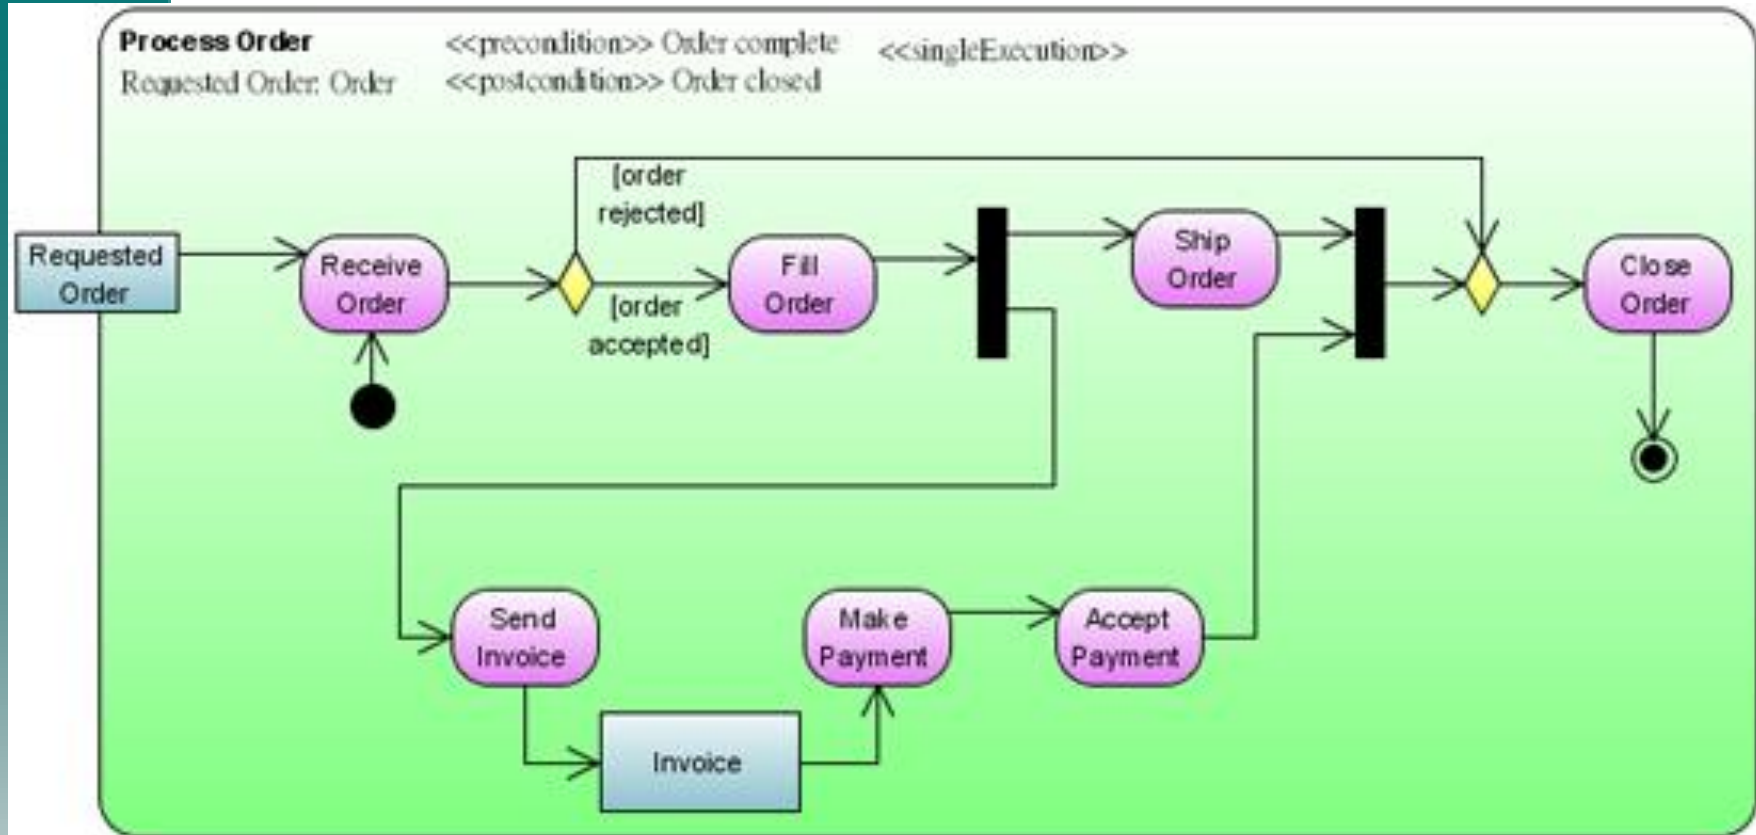 Process Order
<<precondition>> Order complete
<<singleExecution>>
Requested Order: Order
<<postcondition>> Order closed
[order
rejected]
Requested
Order
Receive
Order
[order
accepted]
Fill
Order
Ship
Order
Close
Order
Send
Invoice
Make
Payment
Accept
Payment
Invoice